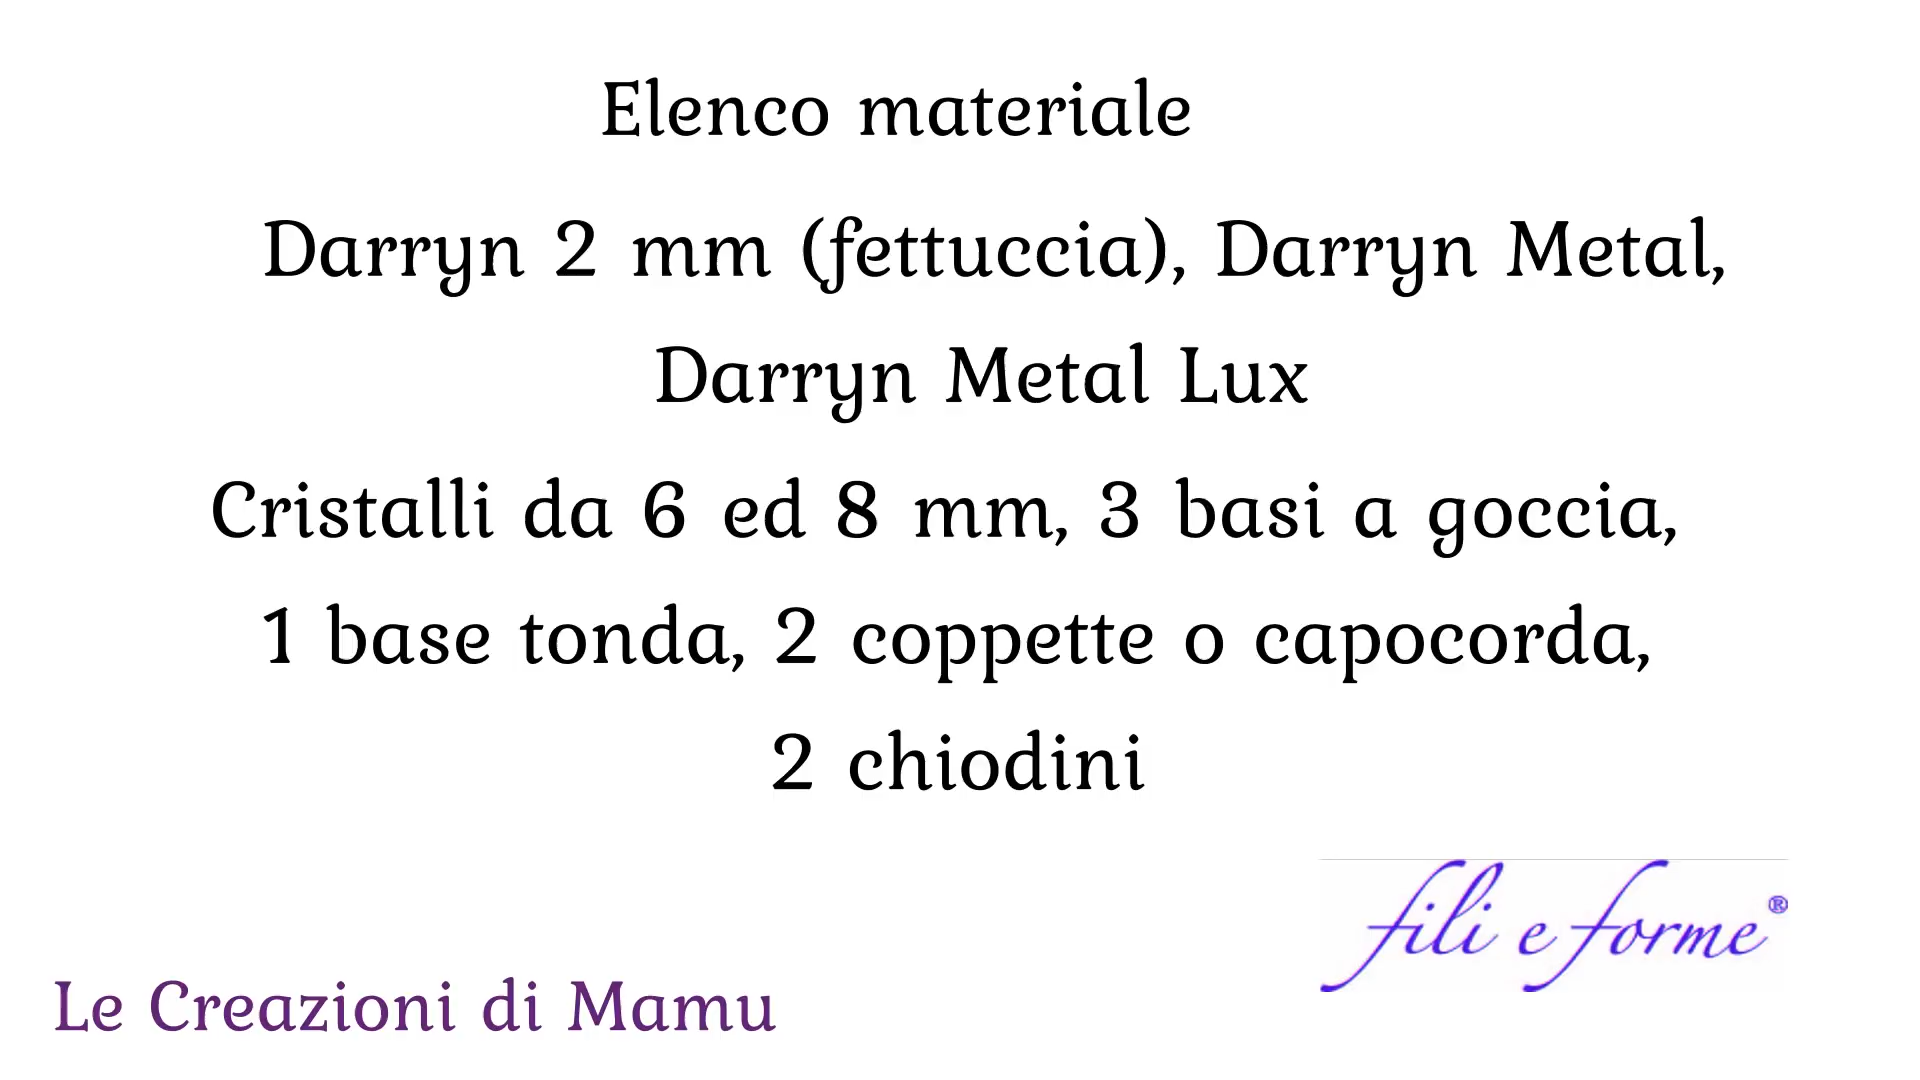 Elenco materiale
Darryn 2 mm (fettuccia), Darryn Metal,
Darryn Metal Lux
Cristalli da 6 ed 8 mm, 3 basi a goccia,
1 base tonda, 2 coppette o capocorda,
2 chiodini
fili e forme®
Le Creazioni di Mamu